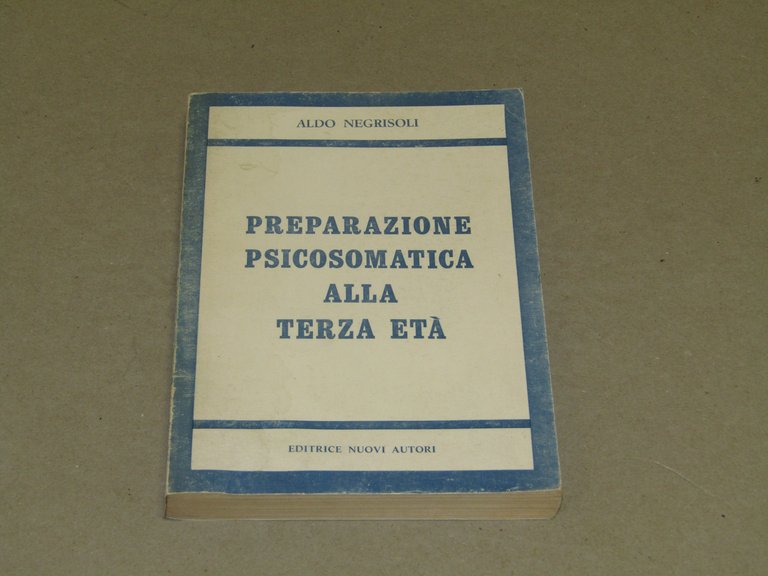 ALDO NEGRISOLI
PREPARAZIONE
PSICOSOMATICA
ALLA
TERZA ETÀ
EDITRICE NUOVI AUTORI